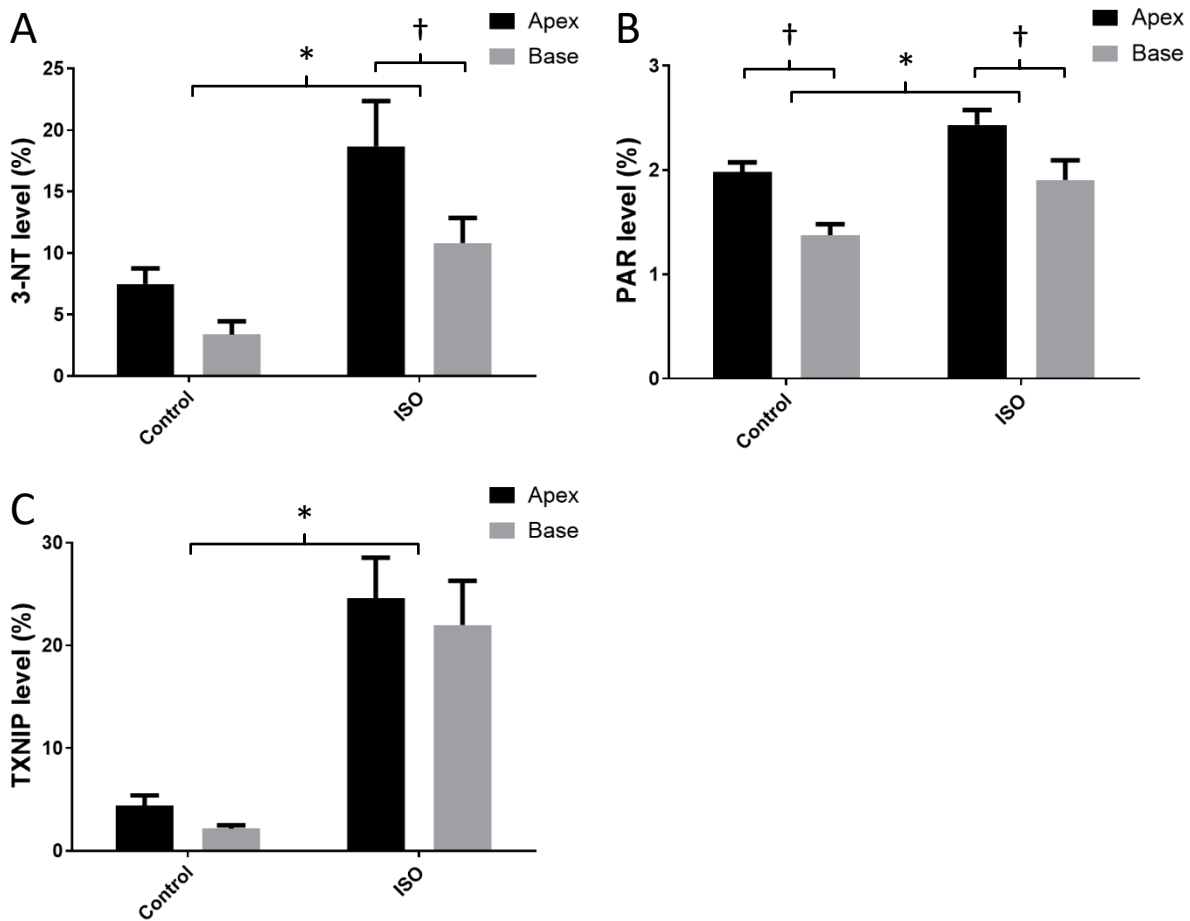 A
Apex
Base
*
†
25
20
15
10
5
0
3-NT level (%)
Control
ISO
B
Apex
Base
†
*
†
3
2
1
0
PAR level (%)
Control
ISO
C
Apex
Base
*
30
20
10
0
TXNIP level (%)
Control
ISO